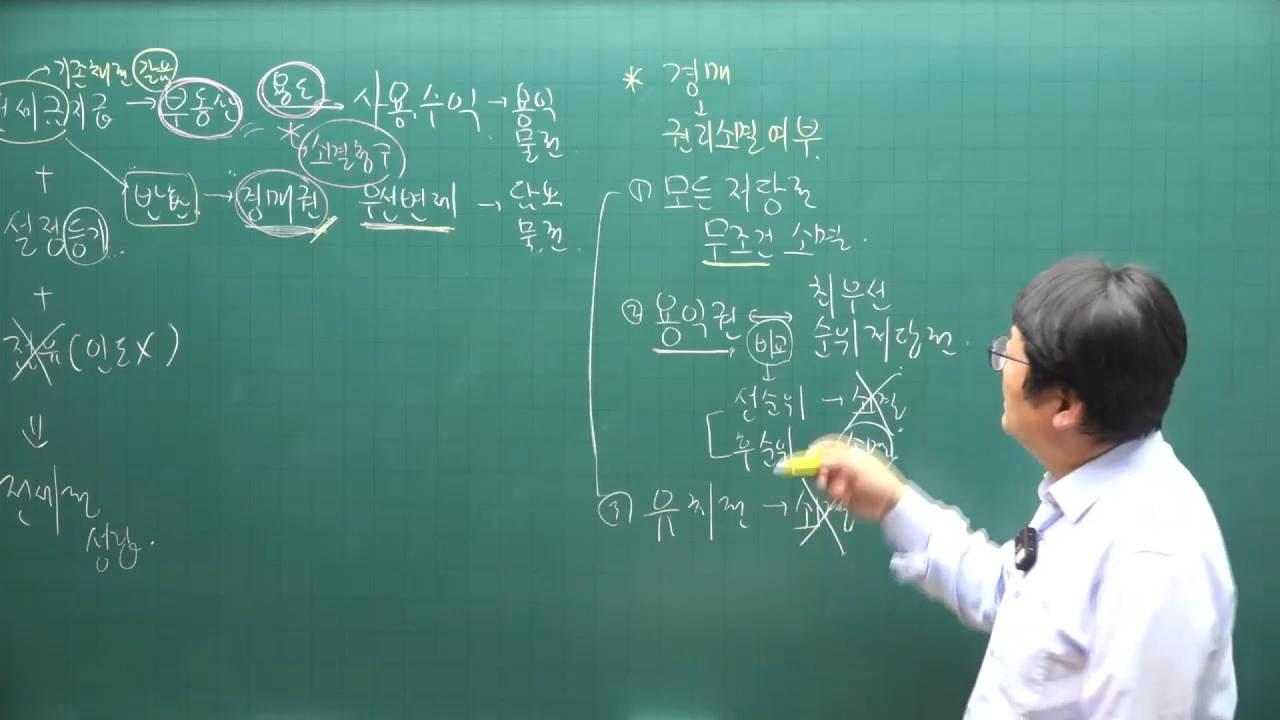 기존채권 갈음
전세금지급 → 부동산 용도 사용.수익 → 용익
물권
* 소멸청구
+ 반환 → 경매권 우선변제 → 담보
물권.
설정등기...
+
점유(인도X)
⇓
전세권
성립.
* 경매
↓
권리소멸여부.
① 모든 저당권
무조건 소멸.
② 용익권 ↔ 최우선
비교 순위저당권.
선순위 → 소멸
후순위 → 소멸
③ 유치권 → 소멸